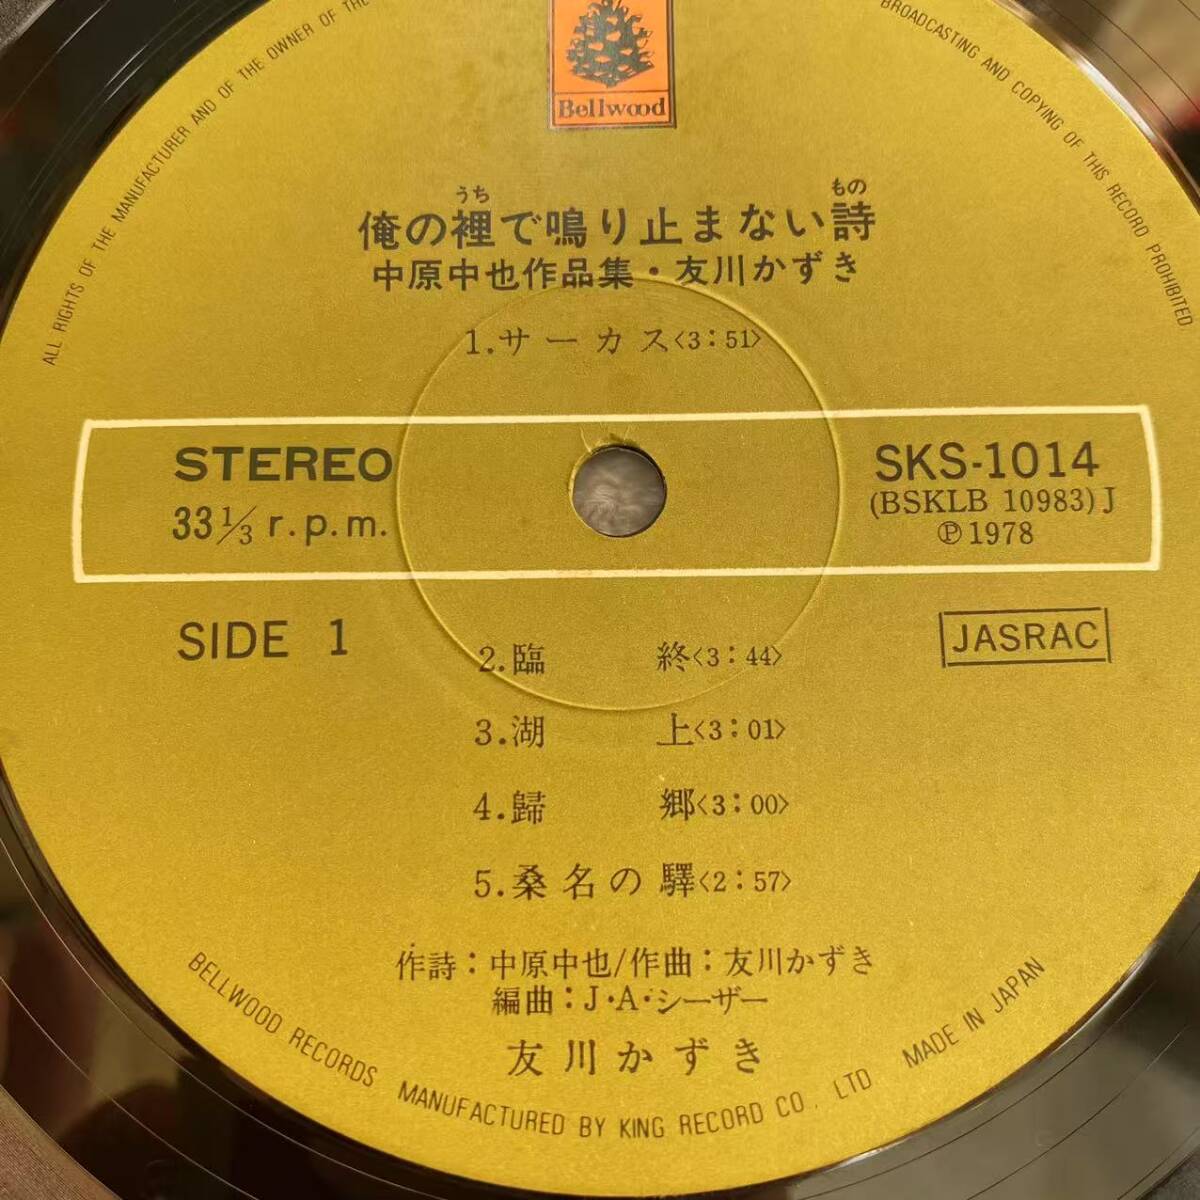 Bellwood
うち もの
俺の裡で鳴り止まない詩
中原中也作品集・友川かずき
1.サーカス〈3:51〉
STEREO
33 1/3 r.p.m.
SKS-1014
(BSKLB 10983)J
Ⓟ1978
SIDE 1
JASRAC
2.臨 終〈3:44〉
3.湖 上〈3:01〉
4.歸 郷〈3:00〉
5.桑名の驛〈2:57〉
作詩:中原中也/作曲:友川かずき
編曲:J・A・シーザー
友川かずき
ALL RIGHTS OF THE MANUFACTURER AND OF THE OWNER OF THE
BROADCASTING AND COPYING OF THIS RECORD PROHIBITED
BELLWOOD RECORDS MANUFACTURED BY KING RECORD CO., LTD MADE IN JAPAN